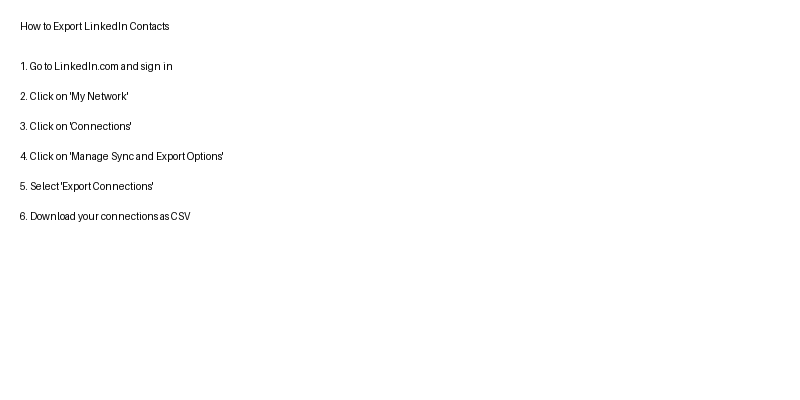 How to Export LinkedIn Contacts
1. Go to LinkedIn.com and sign in
2. Click on 'My Network'
3. Click on 'Connections'
4. Click on 'Manage Sync and Export Options'
5. Select 'Export Connections'
6. Download your connections as CSV